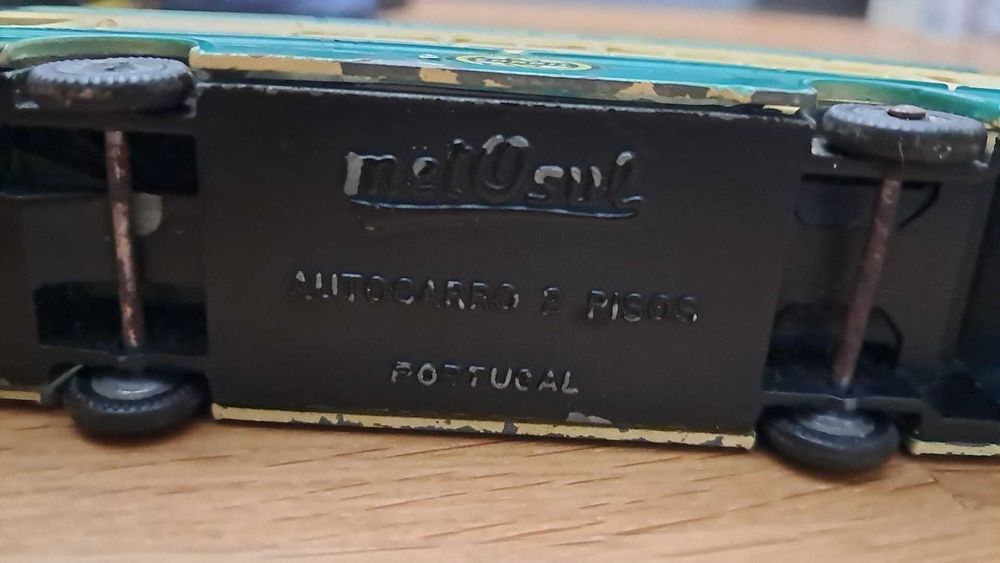 metOsul
AUTOCARRO 2 PISOS
PORTUGAL